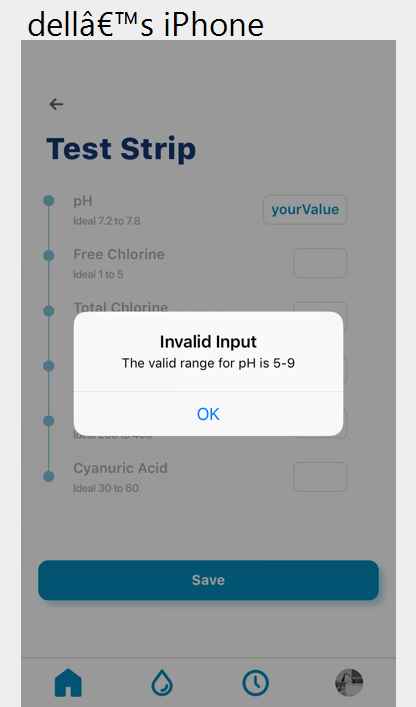 dellâ€™s iPhone
Test Strip
pH
yourValue
Ideal 7.2 to 7.8
Free Chlorine
Ideal 1 to 5
Total Chlorine
Invalid Input
The valid range for pH is 5-9
OK
Cyanuric Acid
Ideal 30 to 60
Save